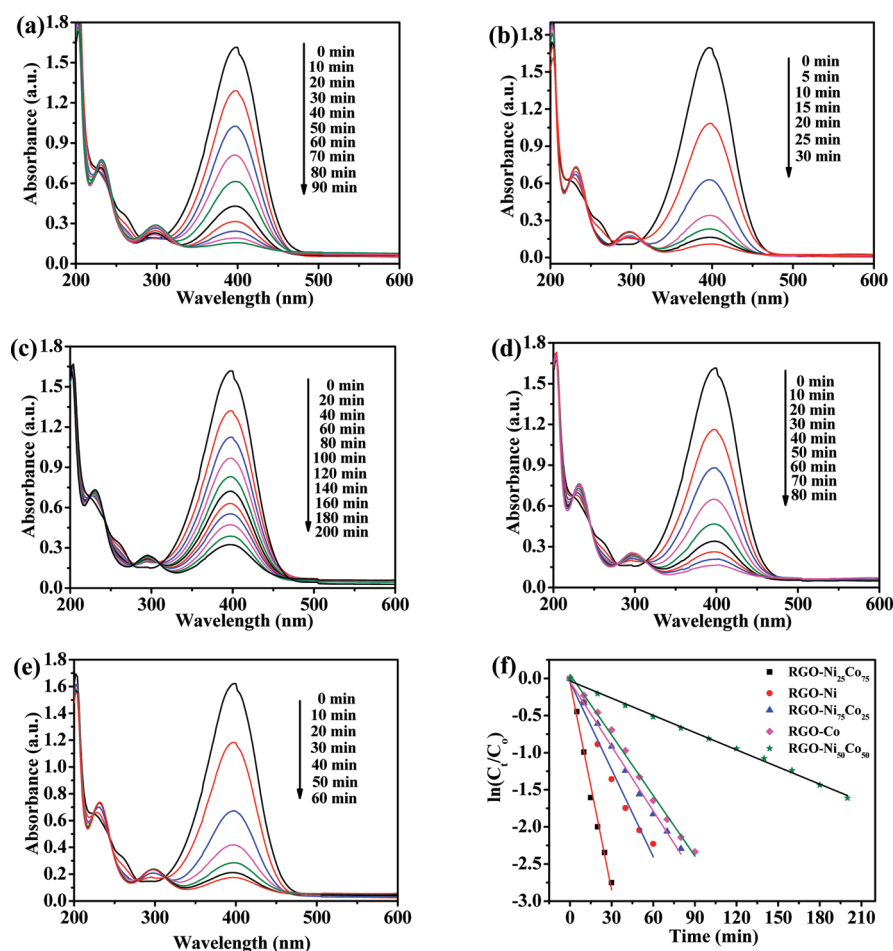 (a)
1.8
1.5
1.2
0.9
0.6
0.3
0.0
Absorbance (a.u.)
0 min
10 min
20 min
30 min
40 min
50 min
60 min
70 min
80 min
90 min
200 300 400 500 600
Wavelength (nm)
(b)
1.8
1.5
1.2
0.9
0.6
0.3
0.0
Absorbance (a.u.)
0 min
5 min
10 min
15 min
20 min
25 min
30 min
200 300 400 500 600
Wavelength (nm)
(c)
1.8
1.5
1.2
0.9
0.6
0.3
0.0
Absorbance (a.u.)
0 min
20 min
40 min
60 min
80 min
100 min
120 min
140 min
160 min
180 min
200 min
200 300 400 500 600
Wavelength (nm)
(d)
1.8
1.5
1.2
0.9
0.6
0.3
0.0
Absorbance (a.u.)
0 min
10 min
20 min
30 min
40 min
50 min
60 min
70 min
80 min
200 300 400 500 600
Wavelength (nm)
(e)
1.8
1.6
1.4
1.2
1.0
0.8
0.6
0.4
0.2
0.0
Absorbance (a.u.)
0 min
10 min
20 min
30 min
40 min
50 min
60 min
200 300 400 500 600
Wavelength (nm)
(f)
0.0
-0.5
-1.0
-1.5
-2.0
-2.5
-3.0
ln(Cₜ/Cₒ)
RGO-Ni₂₅Co₇₅
RGO-Ni
RGO-Ni₇₅Co₂₅
RGO-Co
RGO-Ni₅₀Co₅₀
0 30 60 90 120 150 180 210
Time (min)